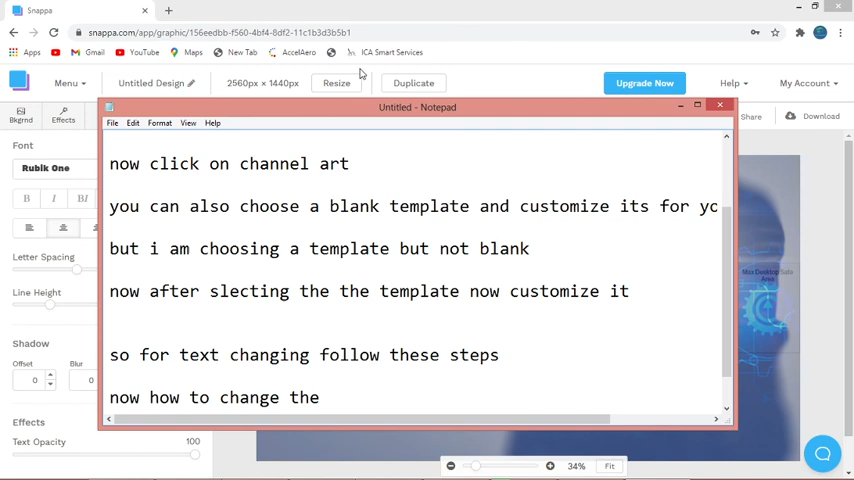 Snappa
snappa.com/app/graphic/156eedbb-f560-4bf4-8df2-11c1b3d3b5b1
Apps Gmail YouTube Maps New Tab AccelAero ICA Smart Services
Menu Untitled Design 2560px × 1440px Resize Duplicate Upgrade Now Help My Account
Bkgrnd Effects Share Download
Untitled - Notepad
File Edit Format View Help
now click on channel art
you can also choose a blank template and customize its for yo
but i am choosing a template but not blank
now after slecting the the template now customize it
so for text changing follow these steps
now how to change the
Font
Rubik One
B I BI
Letter Spacing
Line Height
Shadow
Offset Blur
0 0
Effects
Text Opacity 100
Max Desktop Safe
Area
34% Fit